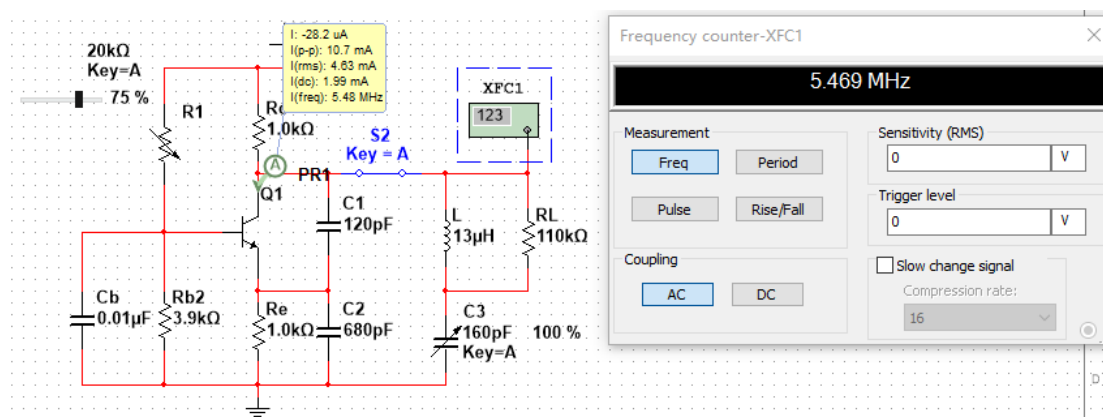 I: -28.2 uA
I(p-p): 10.7 mA
I(rms): 4.63 mA
I(dc): 1.99 mA
I(freq): 5.48 MHz
20kΩ
Key=A
75 %
R1
1.0kΩ
A
PR1
Q1
S2
Key = A
XFC1
123
C1
120pF
L
13µH
RL
110kΩ
Cb
0.01µF
Rb2
3.9kΩ
Re
1.0kΩ
C2
680pF
C3
160pF
100 %
Key=A
Frequency counter-XFC1
5.469 MHz
Measurement
Freq
Period
Pulse
Rise/Fall
Coupling
AC
DC
Sensitivity (RMS)
0
V
Trigger level
0
V
Slow change signal
Compression rate:
16
D